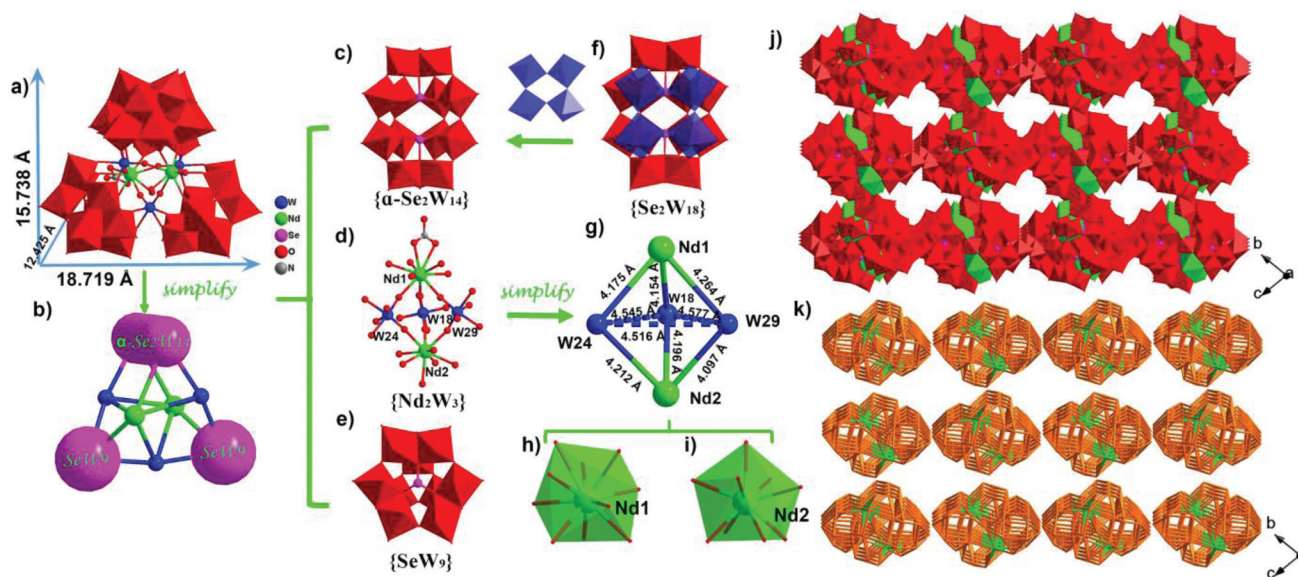 a)
15.738 Å
12.425 Å
18.719 Å
W
Nd
Se
O
N
simplify
b)
α-Se2W14
SeW9
SeW9
c)
{α-Se₂W₁₄}
d)
Nd1
W24
W18
W29
Nd2
{Nd₂W₃}
e)
{SeW₉}
f)
{Se₂W₁₈}
simplify
g)
Nd1
4.175 Å
4.154 Å
4.264 Å
W18
4.545 Å
4.577 Å
W24
W29
4.516 Å
4.196 Å
4.212 Å
4.097 Å
Nd2
h)
Nd1
i)
Nd2
j)
b
a
c
k)
b
c